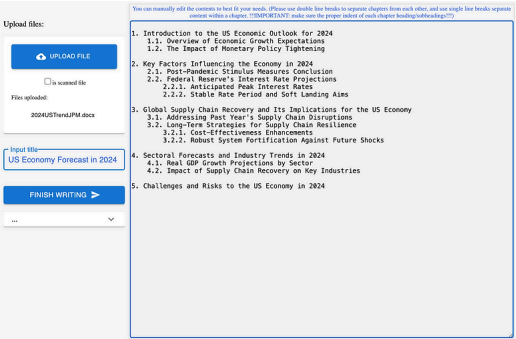 You can manually edit the contents to best fit your needs. (Please use double line breaks to separate chapters from each other, and use single line breaks separate
content within a chapter. !!!IMPORTANT: make sure the proper indent of each chapter heading/subheadings!!!)
Upload files:
UPLOAD FILE
is scanned file
Files uploaded:
2024USTrendJPM.docx
Input title
US Economy Forecast in 2024
FINISH WRITING
...
1. Introduction to the US Economic Outlook for 2024
1.1. Overview of Economic Growth Expectations
1.2. The Impact of Monetary Policy Tightening
2. Key Factors Influencing the Economy in 2024
2.1. Post-Pandemic Stimulus Measures Conclusion
2.2. Federal Reserve's Interest Rate Projections
2.2.1. Anticipated Peak Interest Rates
2.2.2. Stable Rate Period and Soft Landing Aims
3. Global Supply Chain Recovery and Its Implications for the US Economy
3.1. Addressing Past Year's Supply Chain Disruptions
3.2. Long-Term Strategies for Supply Chain Resilience
3.2.1. Cost-Effectiveness Enhancements
3.2.2. Robust System Fortification Against Future Shocks
4. Sectoral Forecasts and Industry Trends in 2024
4.1. Real GDP Growth Projections by Sector
4.2. Impact of Supply Chain Recovery on Key Industries
5. Challenges and Risks to the US Economy in 2024